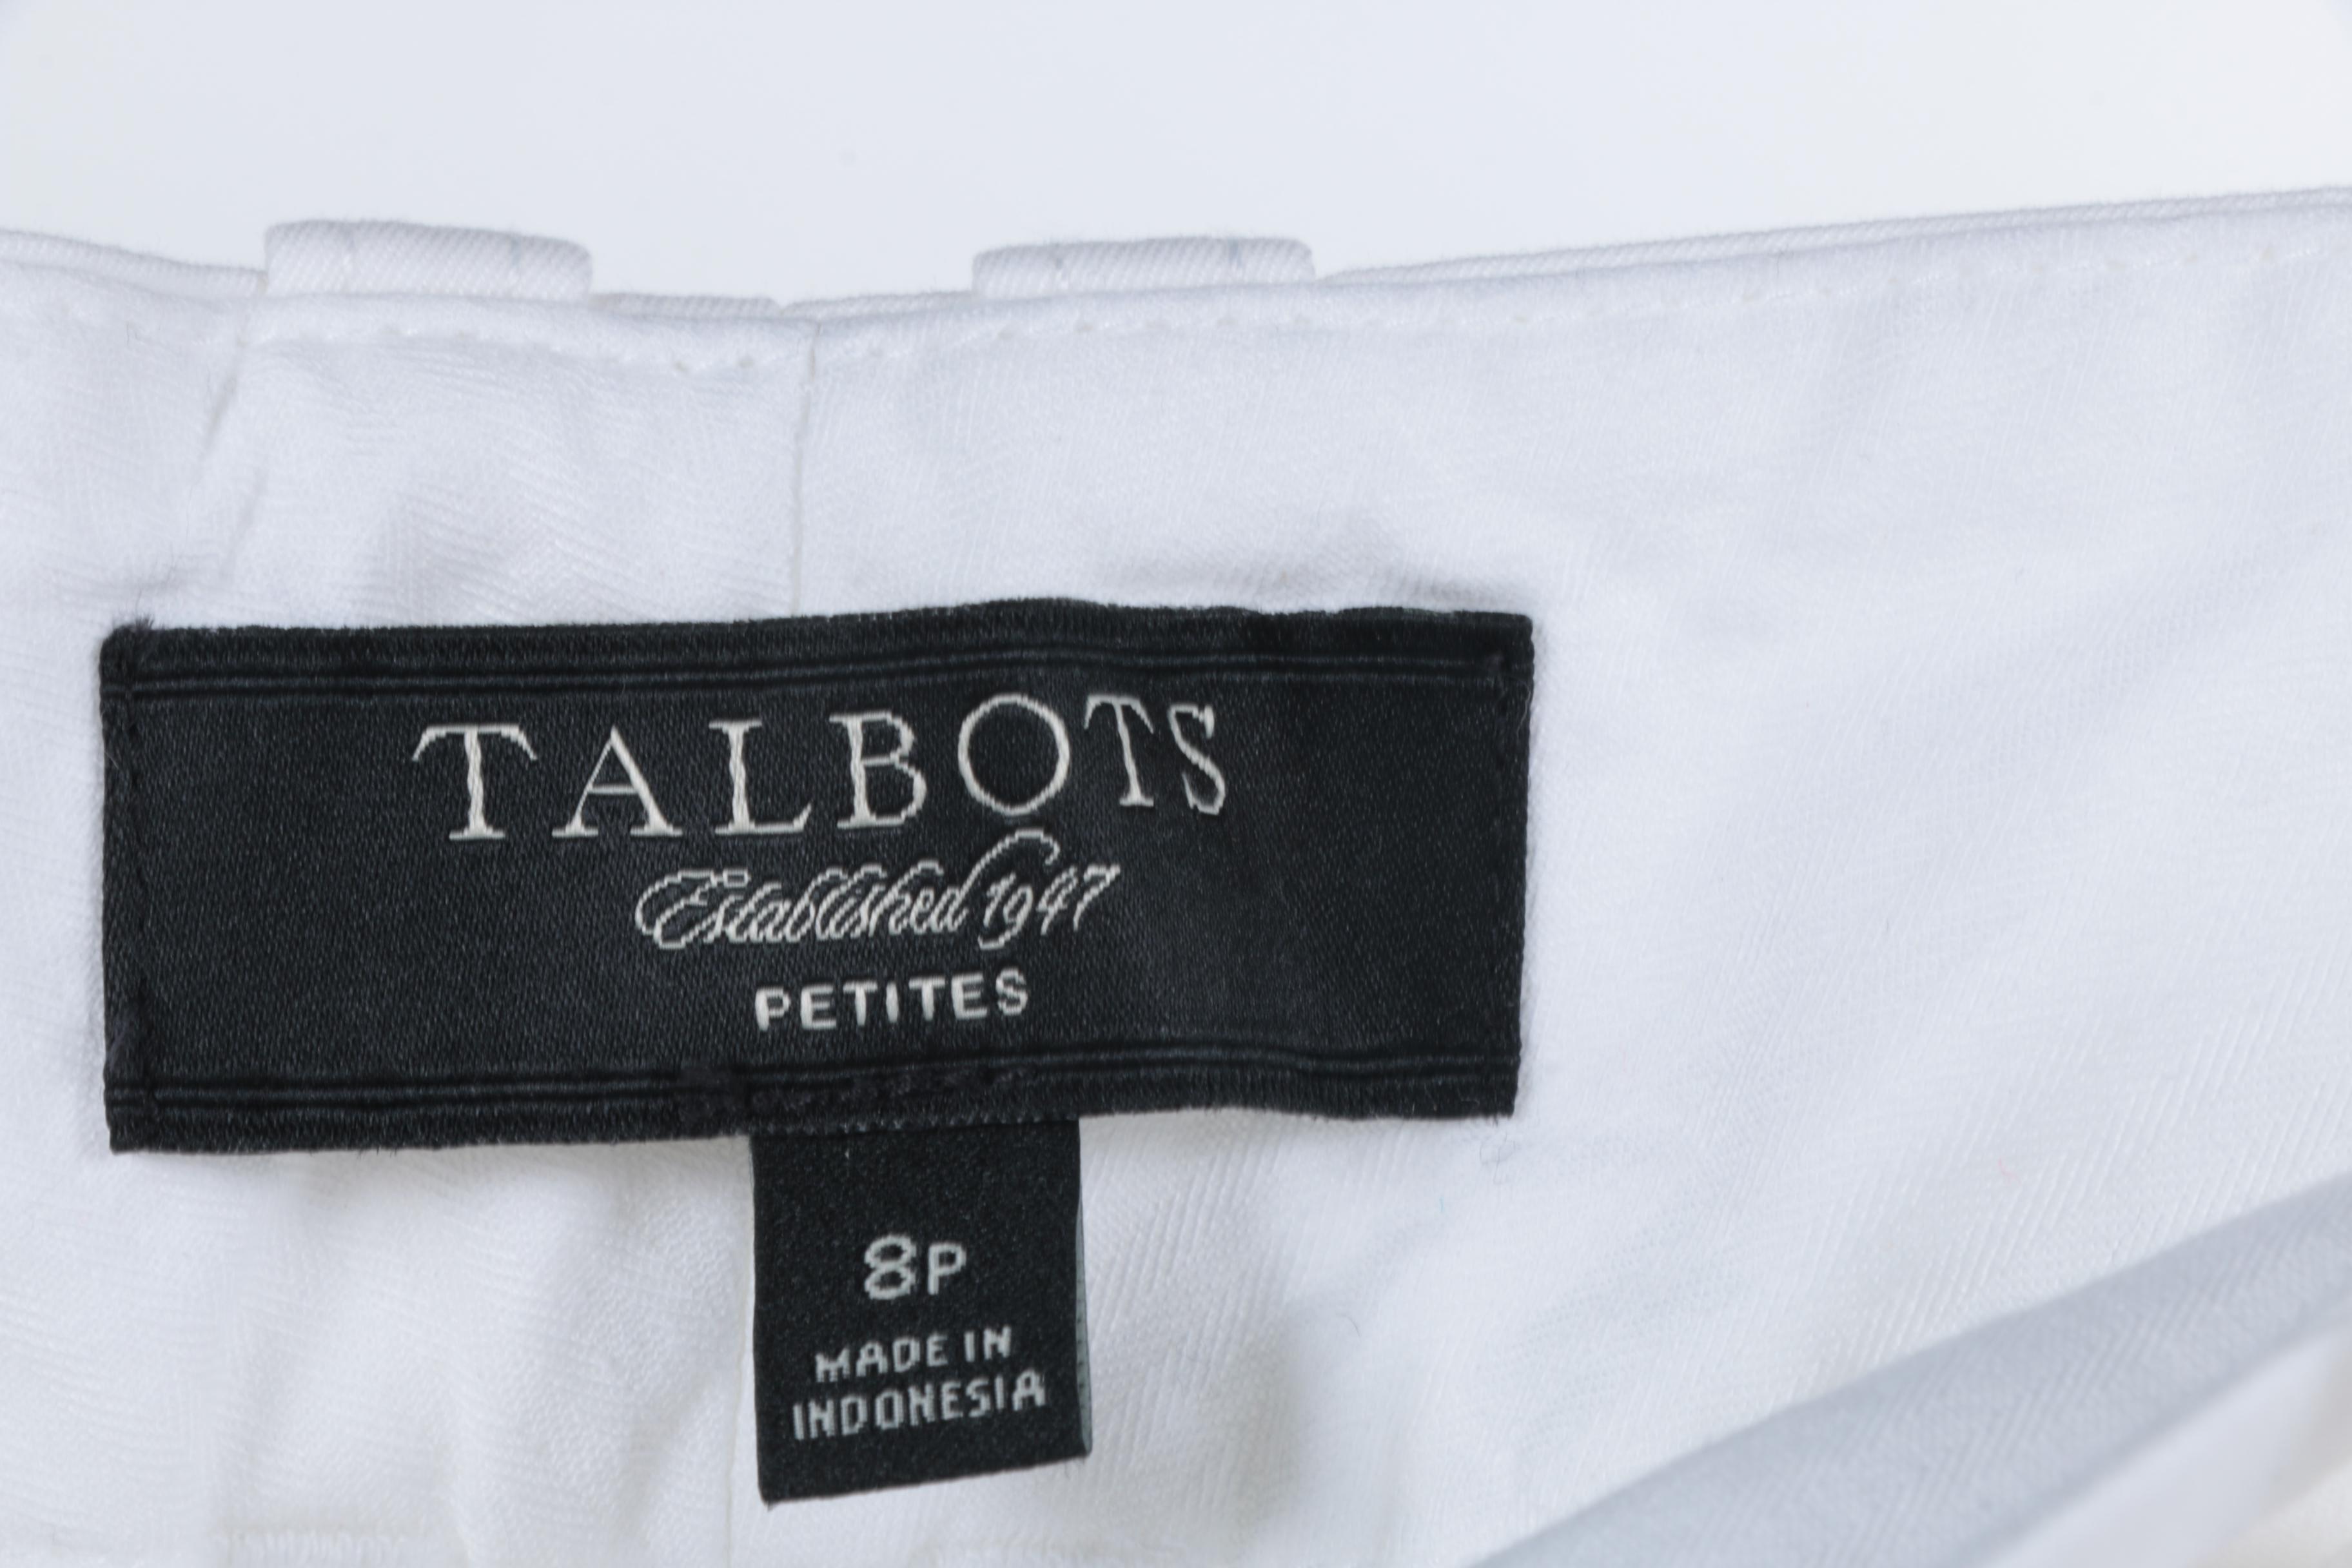 TALBOTS
Established 1947
PETITES
8P
MADE IN
INDONESIA